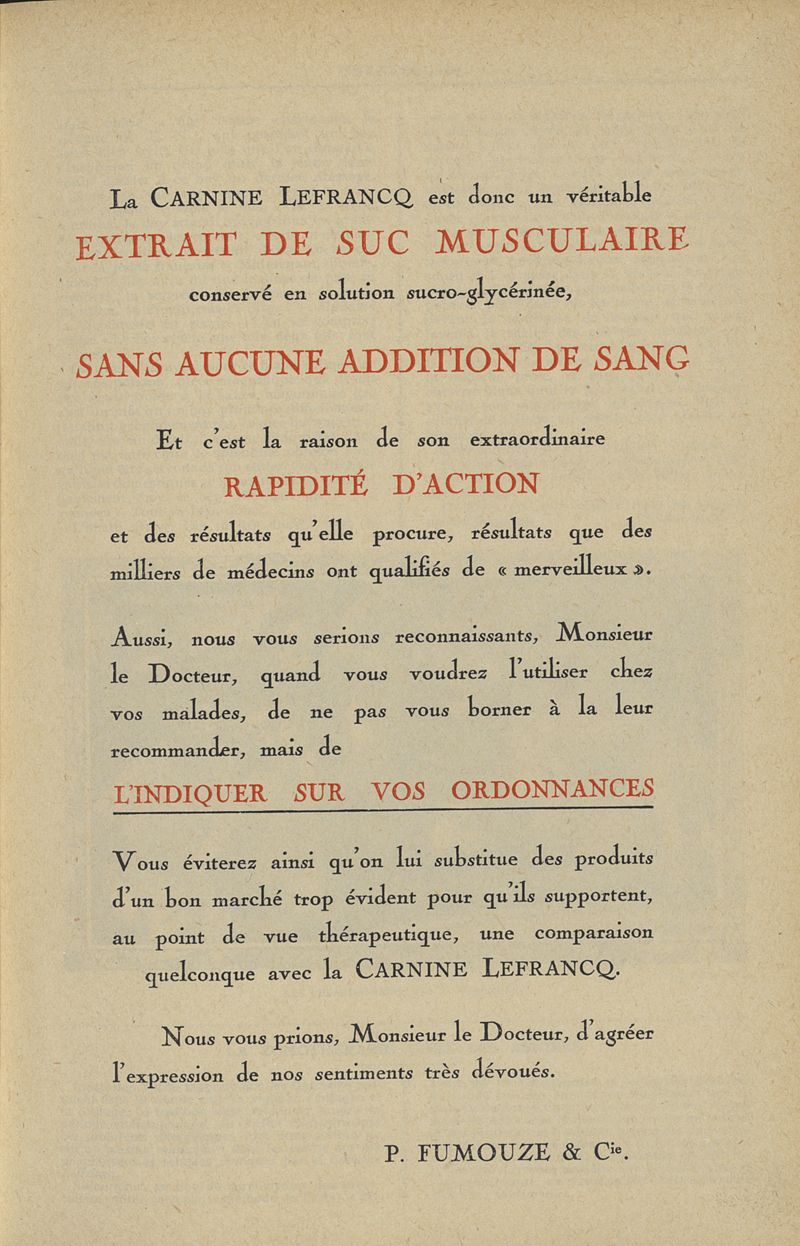 La CARNINE LEFRANCQ est donc un véritable
EXTRAIT DE SUC MUSCULAIRE
conservé en solution sucro-glycérinée,
SANS AUCUNE ADDITION DE SANG
Et c'est la raison de son extraordinaire
RAPIDITÉ D'ACTION
et des résultats qu'elle procure, résultats que des
milliers de médecins ont qualifiés de « merveilleux ».
Aussi, nous vous serions reconnaissants, Monsieur
le Docteur, quand vous voudrez l'utiliser chez
vos malades, de ne pas vous borner à la leur
recommander, mais de
L'INDIQUER SUR VOS ORDONNANCES
Vous éviterez ainsi qu'on lui substitue des produits
d'un bon marché trop évident pour qu'ils supportent,
au point de vue thérapeutique, une comparaison
quelconque avec la CARNINE LEFRANCQ.
Nous vous prions, Monsieur le Docteur, d'agréer
l'expression de nos sentiments très dévoués.
P. FUMOUZE & Cie.